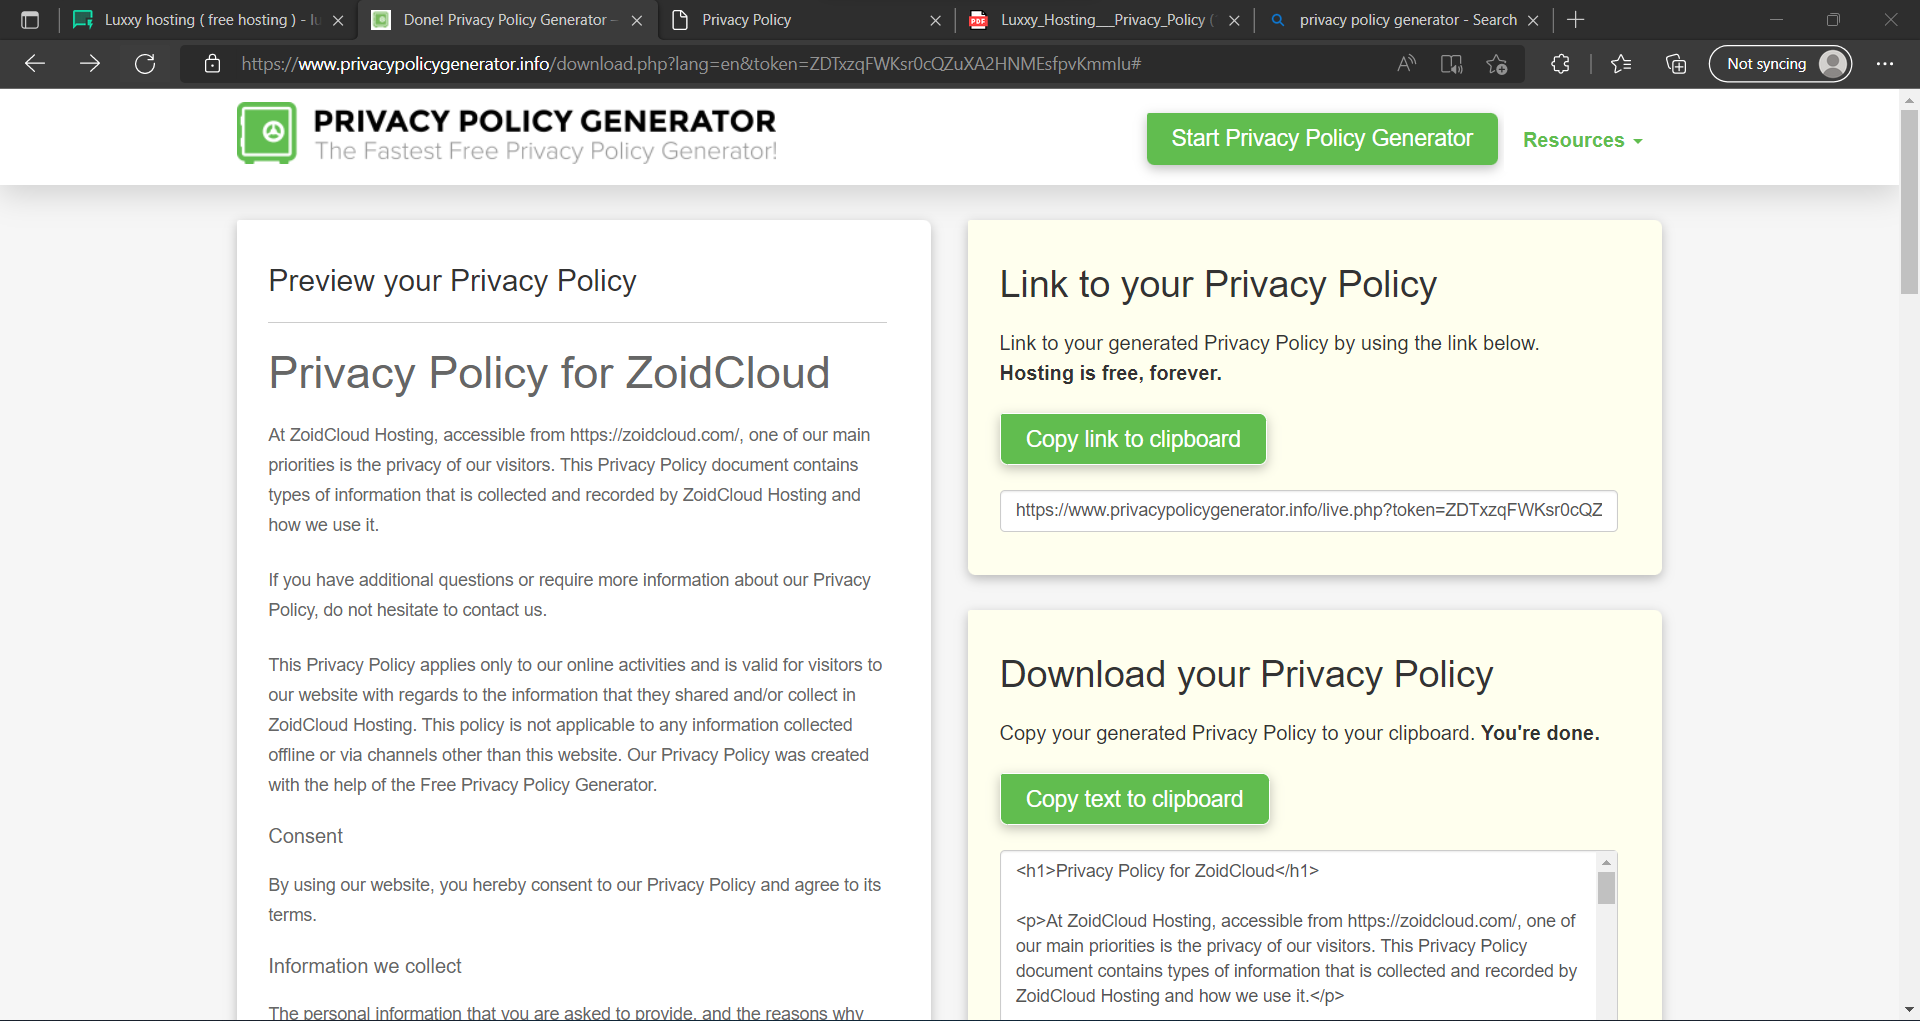 Luxxy hosting ( free hosting ) - lu
Done! Privacy Policy Generator -
Privacy Policy
Luxxy_Hosting__Privacy_Policy (
privacy policy generator - Search
https://www.privacypolicygenerator.info/download.php?lang=en&token=ZDTxzqFWKsr0cQZuXA2HNMEsfpvKmmlu#
Not syncing
PRIVACY POLICY GENERATOR
The Fastest Free Privacy Policy Generator!
Start Privacy Policy Generator
Resources
Preview your Privacy Policy
Privacy Policy for ZoidCloud
At ZoidCloud Hosting, accessible from https://zoidcloud.com/, one of our main
priorities is the privacy of our visitors. This Privacy Policy document contains
types of information that is collected and recorded by ZoidCloud Hosting and
how we use it.
If you have additional questions or require more information about our Privacy
Policy, do not hesitate to contact us.
This Privacy Policy applies only to our online activities and is valid for visitors to
our website with regards to the information that they shared and/or collect in
ZoidCloud Hosting. This policy is not applicable to any information collected
offline or via channels other than this website. Our Privacy Policy was created
with the help of the Free Privacy Policy Generator.
Consent
By using our website, you hereby consent to our Privacy Policy and agree to its
terms.
Information we collect
The personal information that you are asked to provide, and the reasons why
Link to your Privacy Policy
Link to your generated Privacy Policy by using the link below.
Hosting is free, forever.
Copy link to clipboard
https://www.privacypolicygenerator.info/live.php?token=ZDTxzqFWKsr0cQZ
Download your Privacy Policy
Copy your generated Privacy Policy to your clipboard. You're done.
Copy text to clipboard
<h1>Privacy Policy for ZoidCloud</h1>
<p>At ZoidCloud Hosting, accessible from https://zoidcloud.com/, one of
our main priorities is the privacy of our visitors. This Privacy Policy
document contains types of information that is collected and recorded by
ZoidCloud Hosting and how we use it.</p>